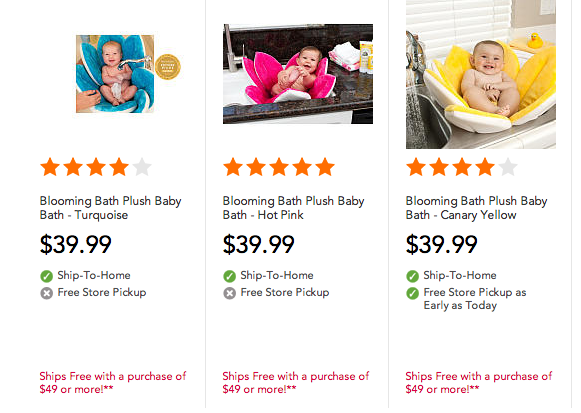 Blooming Bath Plush Baby
Bath - Turquoise
$39.99
Ship-To-Home
Free Store Pickup
Ships Free with a purchase of
$49 or more!**
Blooming Bath Plush Baby
Bath - Hot Pink
$39.99
Ship-To-Home
Free Store Pickup
Ships Free with a purchase of
$49 or more!**
Blooming Bath Plush Baby
Bath - Canary Yellow
$39.99
Ship-To-Home
Free Store Pickup as
Early as Today
Ships Free with a purchase of
$49 or more!**